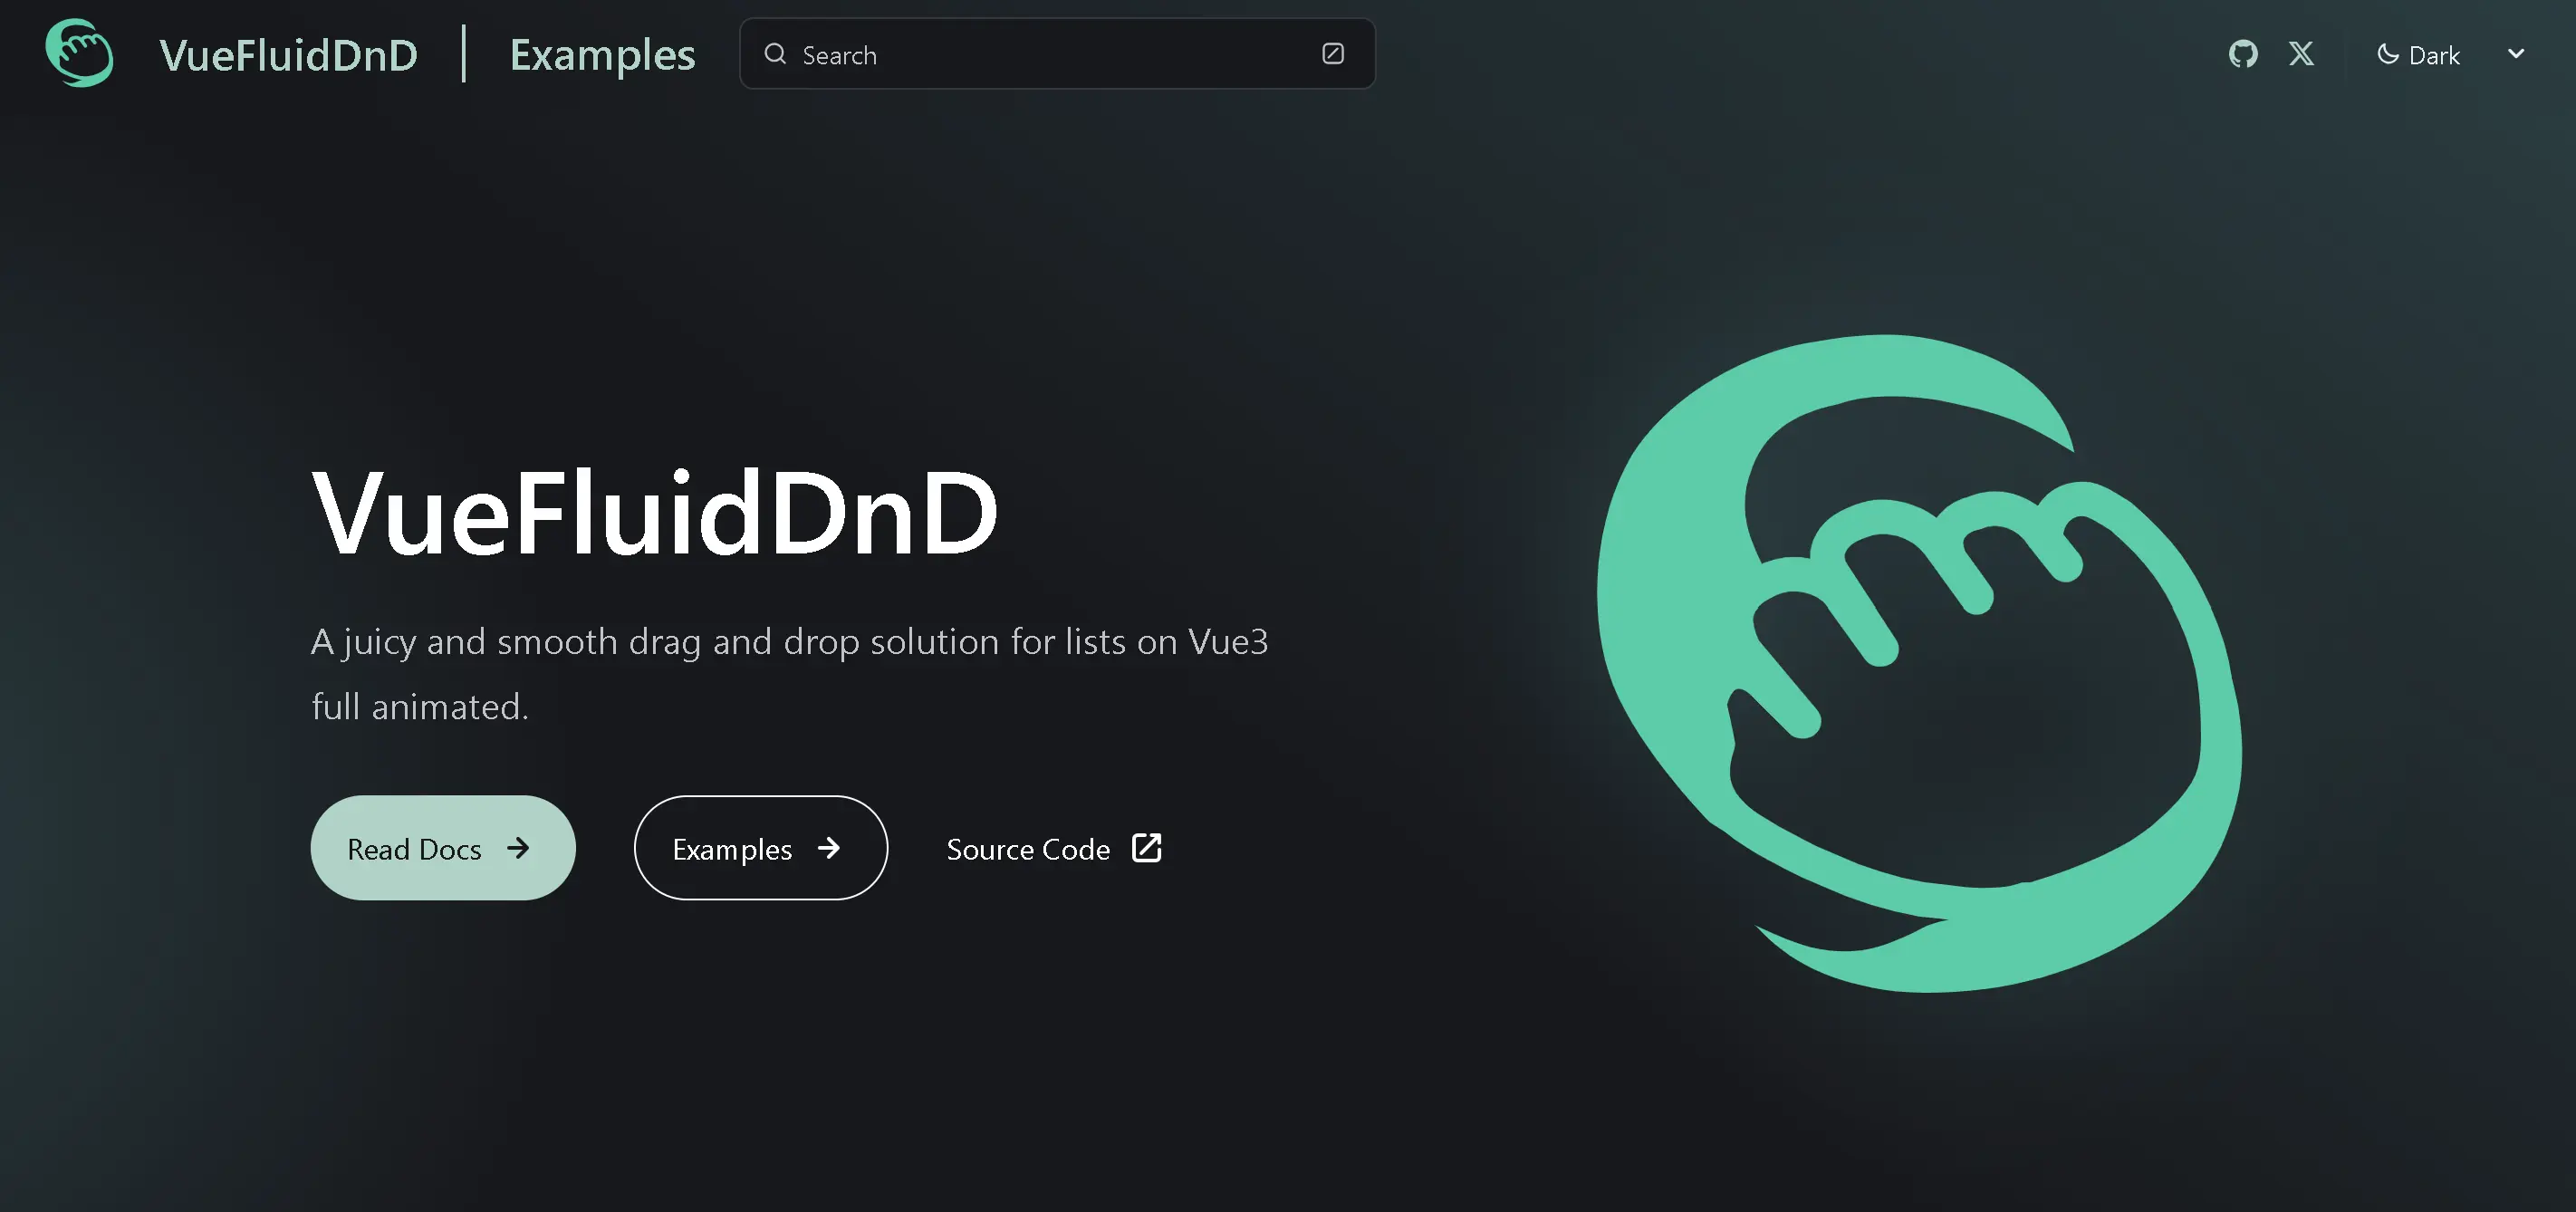 VueFluidDnD | Examples Search Dark
VueFluidDnD
A juicy and smooth drag and drop solution for lists on Vue3
full animated.
Read Docs Examples Source Code